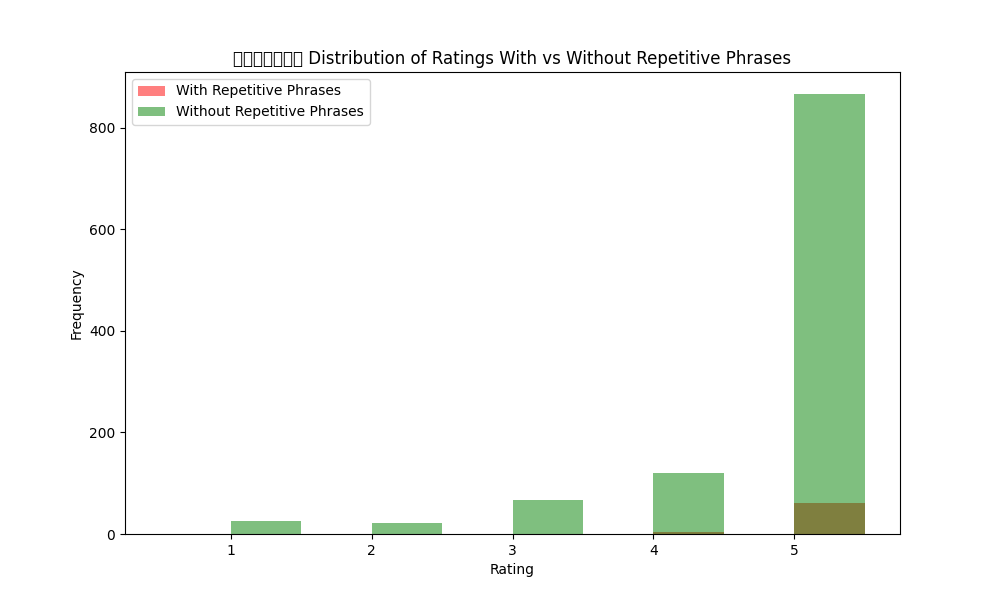 Distribution of Ratings With vs Without Repetitive Phrases
With Repetitive Phrases
Without Repetitive Phrases
Frequency
800
600
400
200
0
1 2 3 4 5
Rating